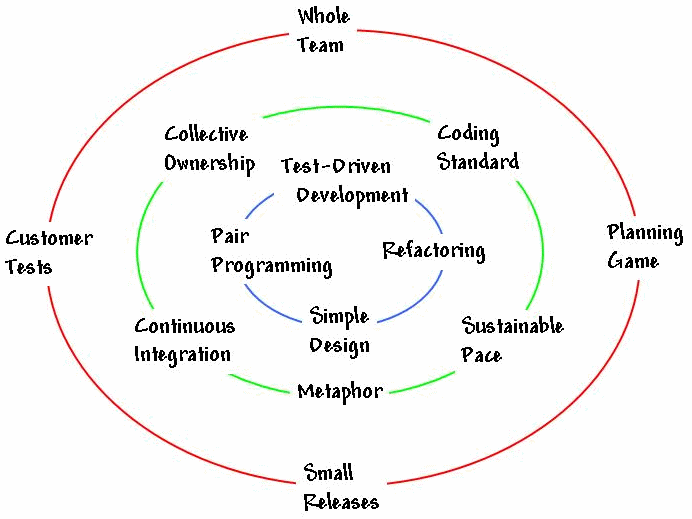 Whole
Team
Collective
Ownership
Coding
Standard
Test-Driven
Development
Customer
Tests
Pair
Programming
Refactoring
Planning
Game
Continuous
Integration
Simple
Design
Sustainable
Pace
Metaphor
Small
Releases